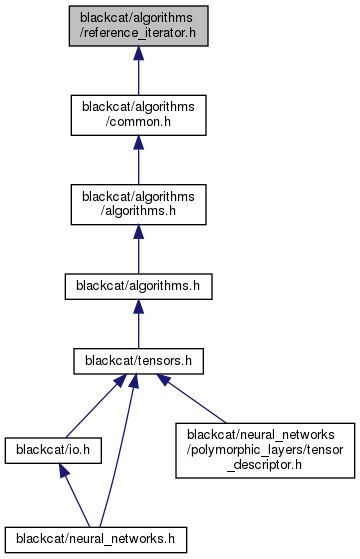 blackcat/algorithms
/reference_iterator.h
blackcat/algorithms
/common.h
blackcat/algorithms
/algorithms.h
blackcat/algorithms.h
blackcat/tensors.h
blackcat/io.h
blackcat/neural_networks
/polymorphic_layers/tensor
_descriptor.h
blackcat/neural_networks.h